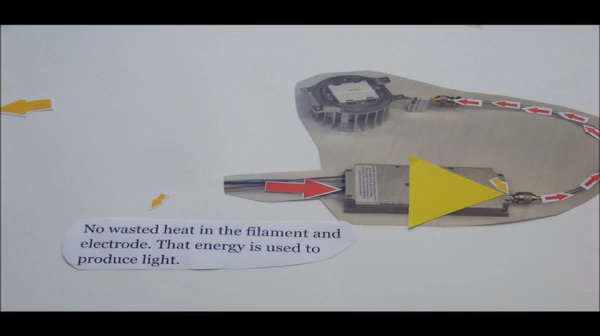 No wasted heat in the filament and
electrode. That energy is used to
produce light.